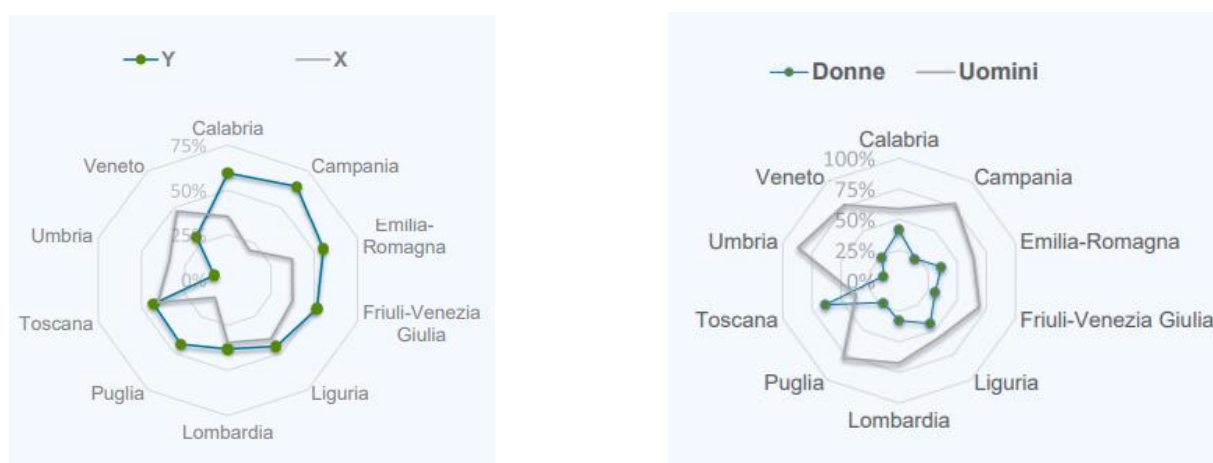 Y X
Calabria
75%
Veneto
Campania
50%
25%
Umbria
Emilia-
Romagna
0%
Toscana
Friuli-Venezia
Giulia
Puglia
Liguria
Lombardia
Donne Uomini
Calabria
100%
Veneto
Campania
75%
50%
Umbria
Emilia-Romagna
25%
0%
Toscana
Friuli-Venezia Giulia
Puglia
Liguria
Lombardia